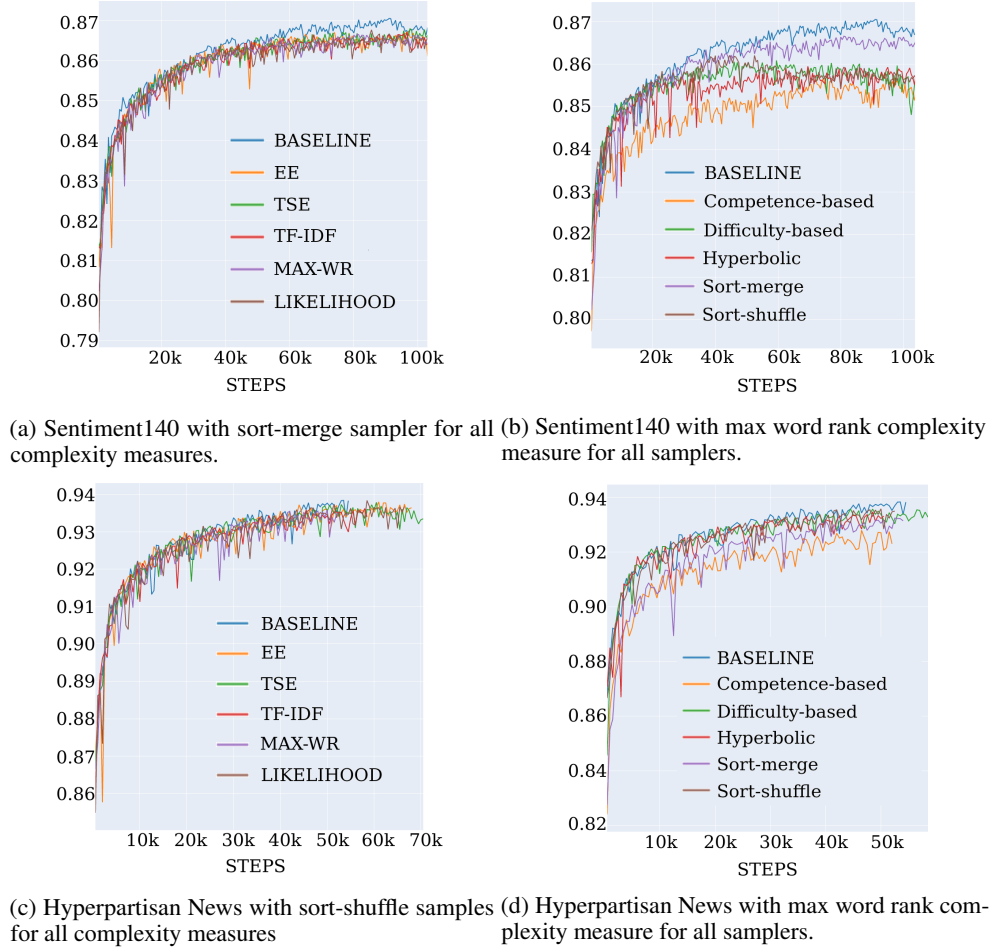 0.87
0.86
0.85
0.84
0.83
0.82
0.81
0.80
0.79
BASELINE
EE
TSE
TF-IDF
MAX-WR
LIKELIHOOD
20k 40k 60k 80k 100k
STEPS
(a) Sentiment140 with sort-merge sampler for all
complexity measures.
0.87
0.86
0.85
0.84
0.83
0.82
0.81
0.80
BASELINE
Competence-based
Difficulty-based
Hyperbolic
Sort-merge
Sort-shuffle
20k 40k 60k 80k 100k
STEPS
(b) Sentiment140 with max word rank complexity
measure for all samplers.
0.94
0.93
0.92
0.91
0.90
0.89
0.88
0.87
0.86
BASELINE
EE
TSE
TF-IDF
MAX-WR
LIKELIHOOD
10k 20k 30k 40k 50k 60k 70k
STEPS
(c) Hyperpartisan News with sort-shuffle samples
for all complexity measures
0.94
0.92
0.90
0.88
0.86
0.84
0.82
BASELINE
Competence-based
Difficulty-based
Hyperbolic
Sort-merge
Sort-shuffle
10k 20k 30k 40k 50k
STEPS
(d) Hyperpartisan News with max word rank com-
plexity measure for all samplers.